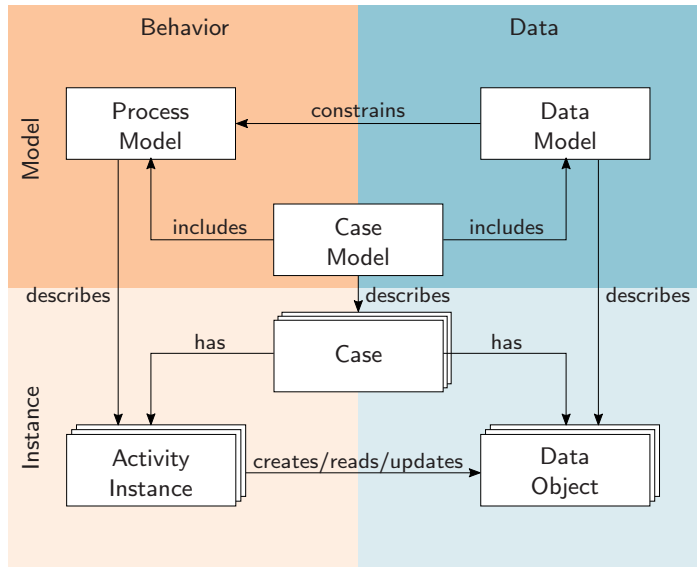 Behavior
Data
Model
Process
Model
constrains
Data
Model
includes
Case
Model
includes
describes
describes
describes
Instance
has
Case
has
Activity
Instance
creates/reads/updates
Data
Object